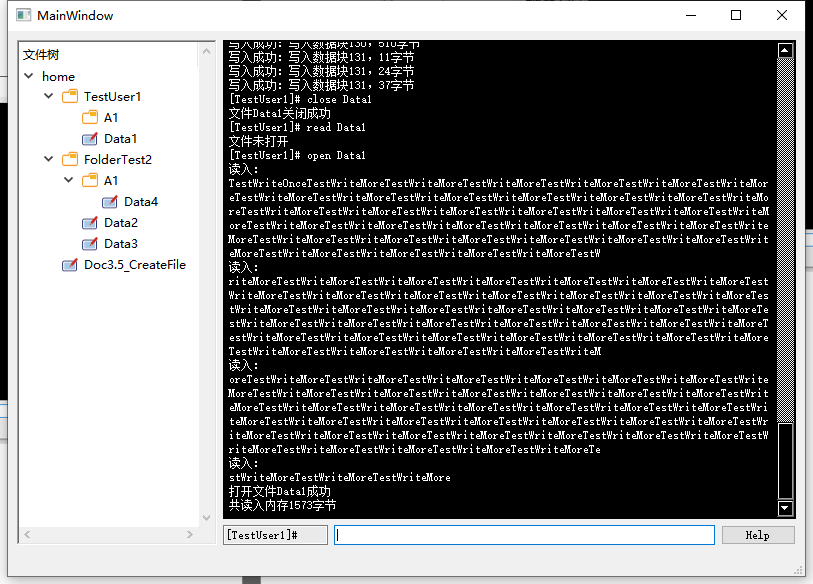 MainWindow
文件树
home
TestUser1
A1
Data1
FolderTest2
A1
Data4
Data2
Data3
Doc3.5_CreateFile
写入成功: 写入数据块130, 510字节
写入成功: 写入数据块131, 11字节
写入成功: 写入数据块131, 24字节
写入成功: 写入数据块131, 37字节
[TestUser1]# close Data1
文件Data1关闭成功
[TestUser1]# read Data1
文件未打开
[TestUser1]# open Data1
读入:
TestWriteOnceTestWriteMoreTestWriteMoreTestWriteMoreTestWriteMoreTestWriteMoreTestWriteMor
eTestWriteMoreTestWriteMoreTestWriteMoreTestWriteMoreTestWriteMoreTestWriteMoreTestWriteMo
reTestWriteMoreTestWriteMoreTestWriteMoreTestWriteMoreTestWriteMoreTestWriteMoreTestWriteM
oreTestWriteMoreTestWriteMoreTestWriteMoreTestWriteMoreTestWriteMoreTestWriteMoreTestWrite
MoreTestWriteMoreTestWriteMoreTestWriteMoreTestWriteMoreTestWriteMoreTestWriteMoreTestWrit
eMoreTestWriteMoreTestWriteMoreTestWriteMoreTestWriteMoreTestW
读入:
riteMoreTestWriteMoreTestWriteMoreTestWriteMoreTestWriteMoreTestWriteMoreTestWriteMoreTest
WriteMoreTestWriteMoreTestWriteMoreTestWriteMoreTestWriteMoreTestWriteMoreTestWriteMoreTes
tWriteMoreTestWriteMoreTestWriteMoreTestWriteMoreTestWriteMoreTestWriteMoreTestWriteMoreTe
stWriteMoreTestWriteMoreTestWriteMoreTestWriteMoreTestWriteMoreTestWriteMoreTestWriteMoreT
estWriteMoreTestWriteMoreTestWriteMoreTestWriteMoreTestWriteMoreTestWriteMoreTestWriteMore
TestWriteMoreTestWriteMoreTestWriteMoreTestWriteMoreTestWriteM
读入:
oreTestWriteMoreTestWriteMoreTestWriteMoreTestWriteMoreTestWriteMoreTestWriteMoreTestWrite
MoreTestWriteMoreTestWriteMoreTestWriteMoreTestWriteMoreTestWriteMoreTestWriteMoreTestWrit
eMoreTestWriteMoreTestWriteMoreTestWriteMoreTestWriteMoreTestWriteMoreTestWriteMoreTestWri
teMoreTestWriteMoreTestWriteMoreTestWriteMoreTestWriteMoreTestWriteMoreTestWriteMoreTestWr
iteMoreTestWriteMoreTestWriteMoreTestWriteMoreTestWriteMoreTestWriteMoreTestWriteMoreTestW
riteMoreTestWriteMoreTestWriteMoreTestWriteMoreTestWriteMoreTe
读入:
stWriteMoreTestWriteMoreTestWriteMore
打开文件Data1成功
共读入内存1573字节
[TestUser1]#
Help